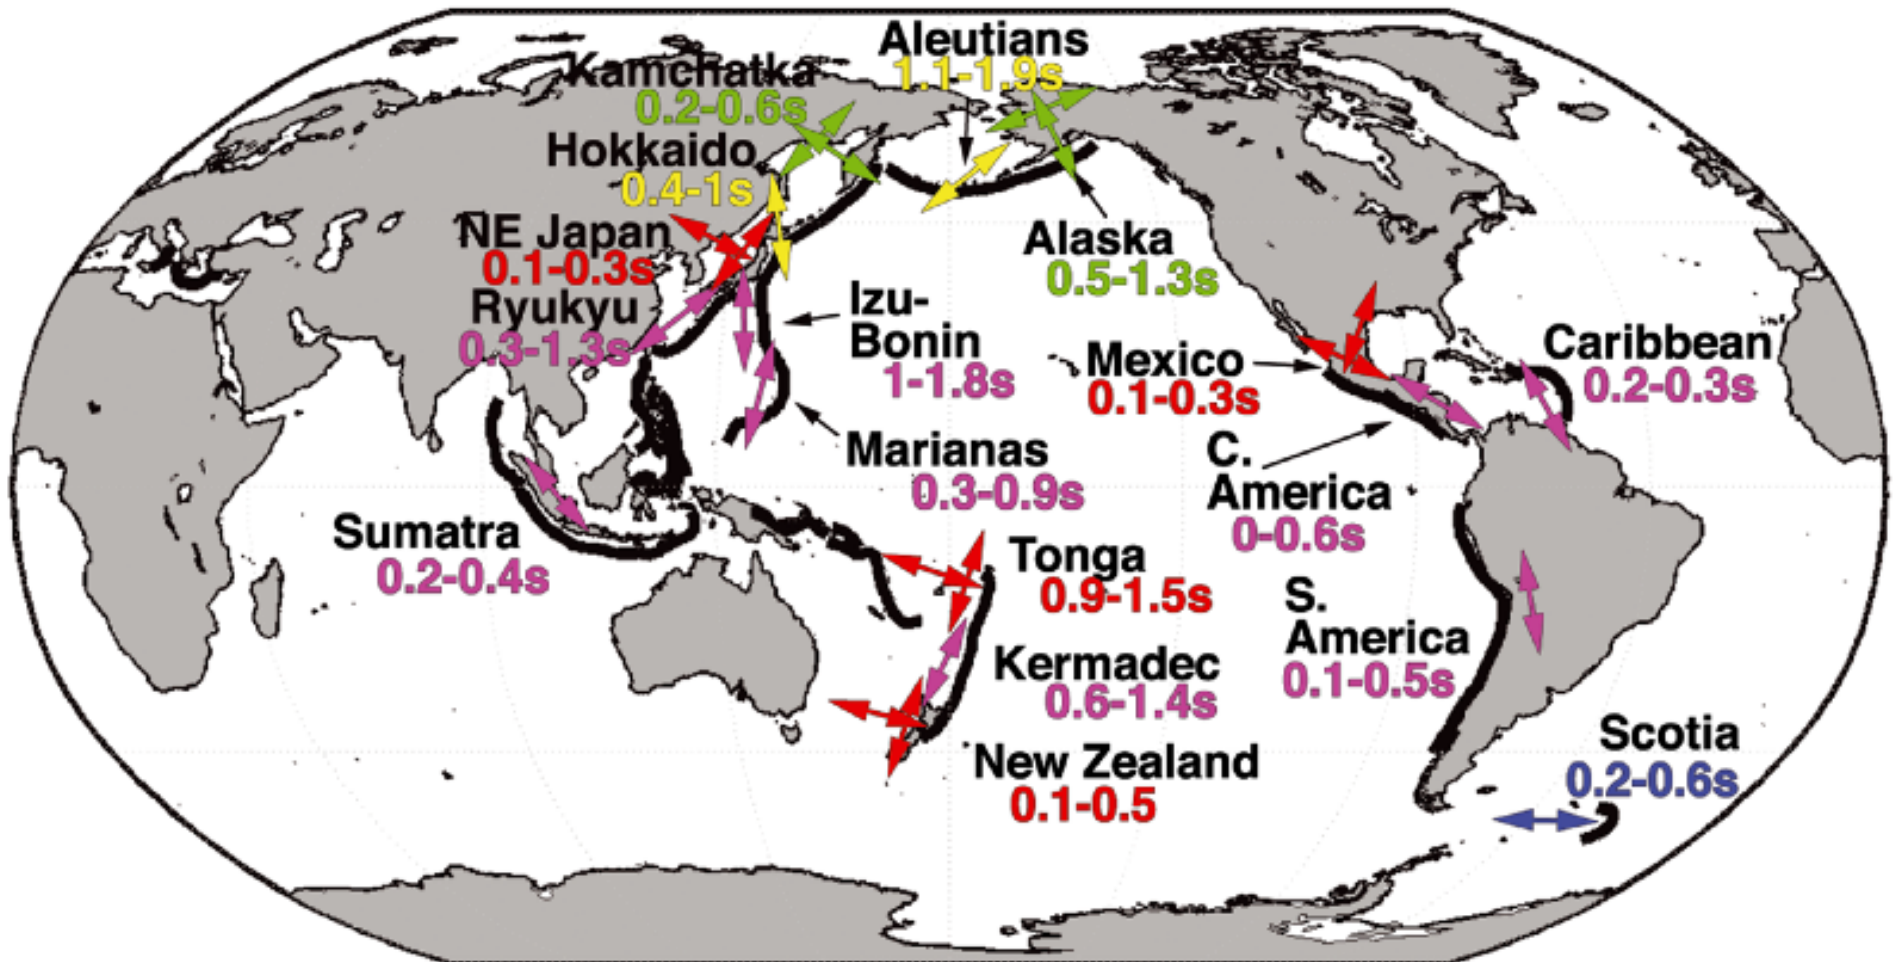 Aleutians
1.1-1.9s
Kamchatka
0.2-0.6s
Hokkaido
0.4-1s
NE Japan
0.1-0.3s
Ryukyu
0.3-1.3s
Izu-
Bonin
1-1.8s
Marianas
0.3-0.9s
Alaska
0.5-1.3s
Mexico
0.1-0.3s
Caribbean
0.2-0.3s
C.
America
0-0.6s
Sumatra
0.2-0.4s
Tonga
0.9-1.5s
Kermadec
0.6-1.4s
New Zealand
0.1-0.5
S.
America
0.1-0.5s
Scotia
0.2-0.6s